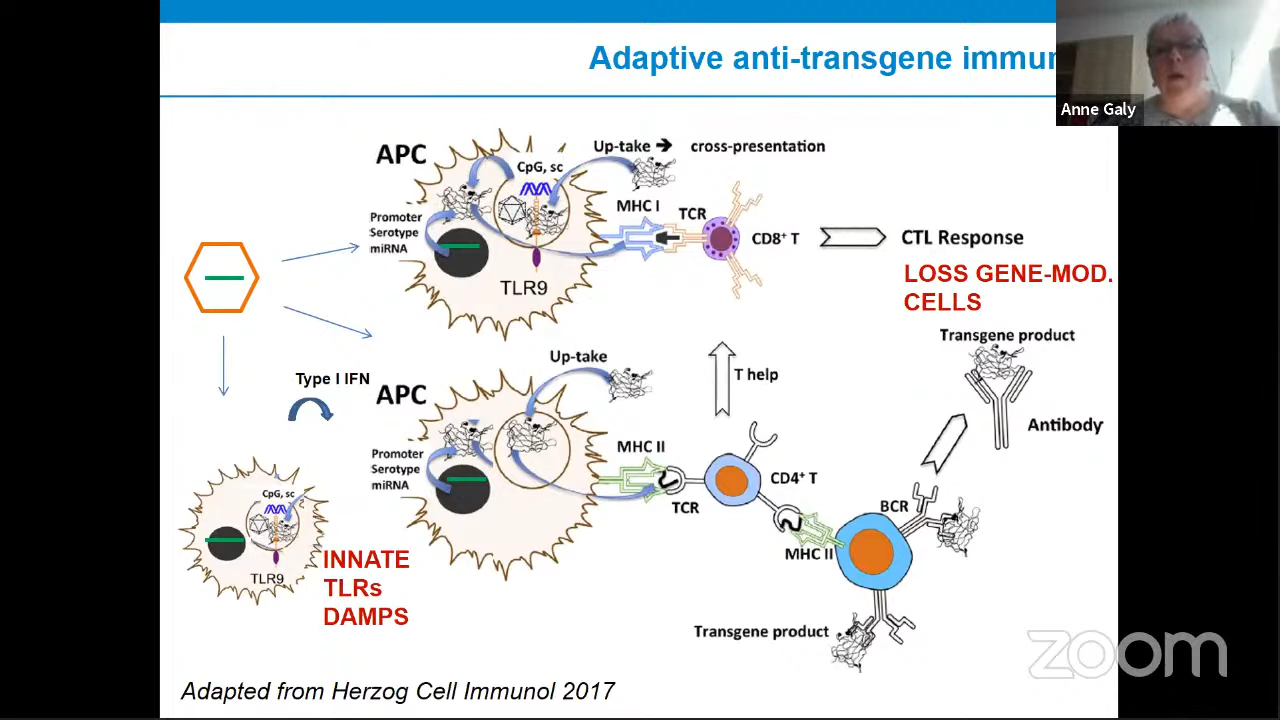 Adaptive anti-transgene immun
Anne Galy
APC
CpG, sc
Up-take
cross-presentation
Promoter
Serotype
miRNA
TLR9
MHC I
TCR
CD8+ T
CTL Response
LOSS GENE-MOD.
CELLS
Type I IFN
APC
Up-take
Promoter
Serotype
miRNA
MHC II
TCR
T help
CD4+ T
MHC II
BCR
Transgene product
Antibody
Transgene product
CpG, sc
TLR9
INNATE
TLRs
DAMPS
Adapted from Herzog Cell Immunol 2017
zoom